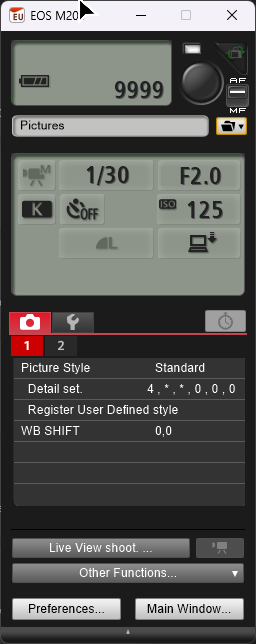 EU EOS M20
9999
AF
Pictures
MF
M 1/30 F2.0
K OFF ISO 125
L
1 2
Picture Style Standard
Detail set. 4 , * , * , 0 , 0 , 0
Register User Defined style
WB SHIFT 0,0
Live View shoot. ...
Other Functions...
Preferences... Main Window...